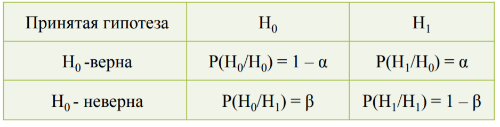 Принятая гипотеза H₀ H₁
H₀ -верна P(H₀/H₀) = 1 – α P(H₁/H₀) = α
H₀ - неверна P(H₀/H₁) = β P(H₁/H₁) = 1 – β